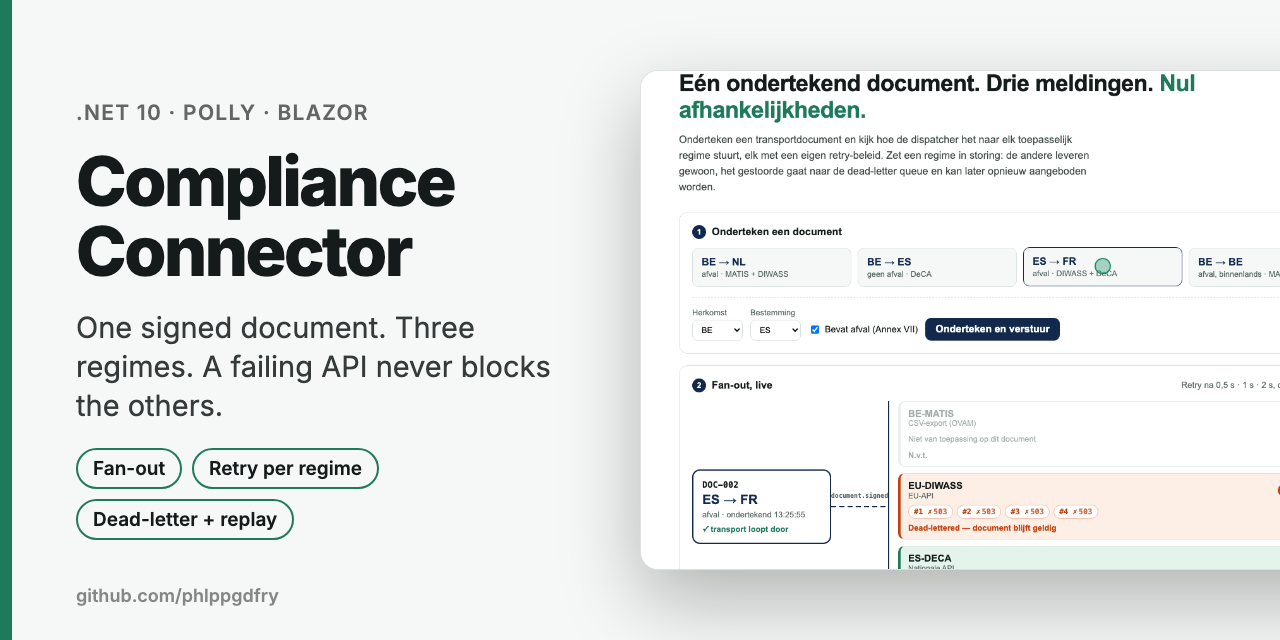 .NET 10 · POLLY · BLAZOR
Compliance
Connector
One signed document. Three
regimes. A failing API never blocks
the others.
Fan-out
Retry per regime
Dead-letter + replay
github.com/phlppgdfry
Eén ondertekend document. Drie meldingen. Nul
afhankelijkheden.
Onderteken een transportdocument en kijk hoe de dispatcher het naar elk toepasselijk
regime stuurt, elk met een eigen retry-beleid. Zet een regime in storing: de andere leveren
gewoon, het gestoorde gaat naar de dead-letter queue en kan later opnieuw aangeboden
worden.
1 Onderteken een document
BE → NL
afval · MATIS + DIWASS
BE → ES
geen afval · DeCA
ES → FR
afval · DIWASS + DeCA
BE → BE
afval, binnenlands · MA
Herkomst
BE
Bestemming
ES
Bevat afval (Annex VII)
Onderteken en verstuur
2 Fan-out, live
Retry na 0,5 s · 1 s · 2 s,
DOC–002
ES → FR
afval · ondertekend 13:25:55
✓ transport loopt door
document.signed
BE-MATIS
CSV-export (OVAM)
Niet van toepassing op dit document
N.v.t.
EU-DIWASS
EU-API
#1 ✗ 503 #2 ✗ 503 #3 ✗ 503 #4 ✗ 503
Dead-lettered — document blijft geldig
ES-DECA
Nationale API